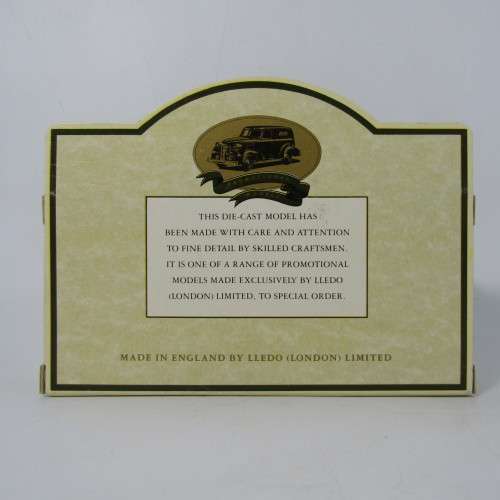 THIS DIE-CAST MODEL HAS
BEEN MADE WITH CARE AND ATTENTION
TO FINE DETAIL BY SKILLED CRAFTSMEN.
IT IS ONE OF A RANGE OF PROMOTIONAL
MODELS MADE EXCLUSIVELY BY LLEDO
(LONDON) LIMITED, TO SPECIAL ORDER.
MADE IN ENGLAND BY LLEDO (LONDON) LIMITED